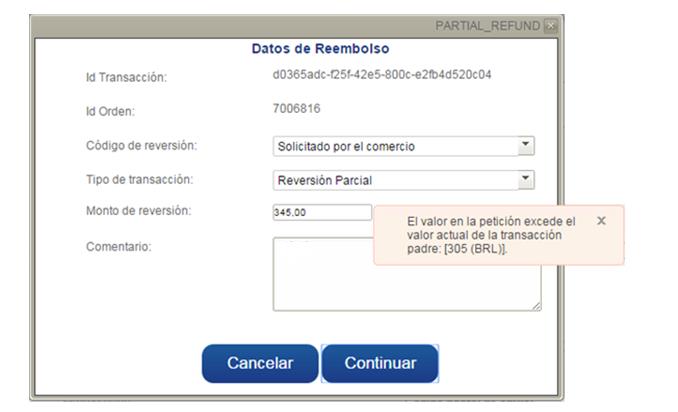 PARTIAL_REFUND
Datos de Reembolso
Id Transacción: d0365adc-f25f-42e5-800c-e2fb4d520c04
Id Orden: 7006816
Código de reversión: Solicitado por el comercio
Tipo de transacción: Reversión Parcial
Monto de reversión: 345.00
El valor en la petición excede el X
valor actual de la transacción
padre: [305 (BRL)].
Comentario:
Cancelar Continuar